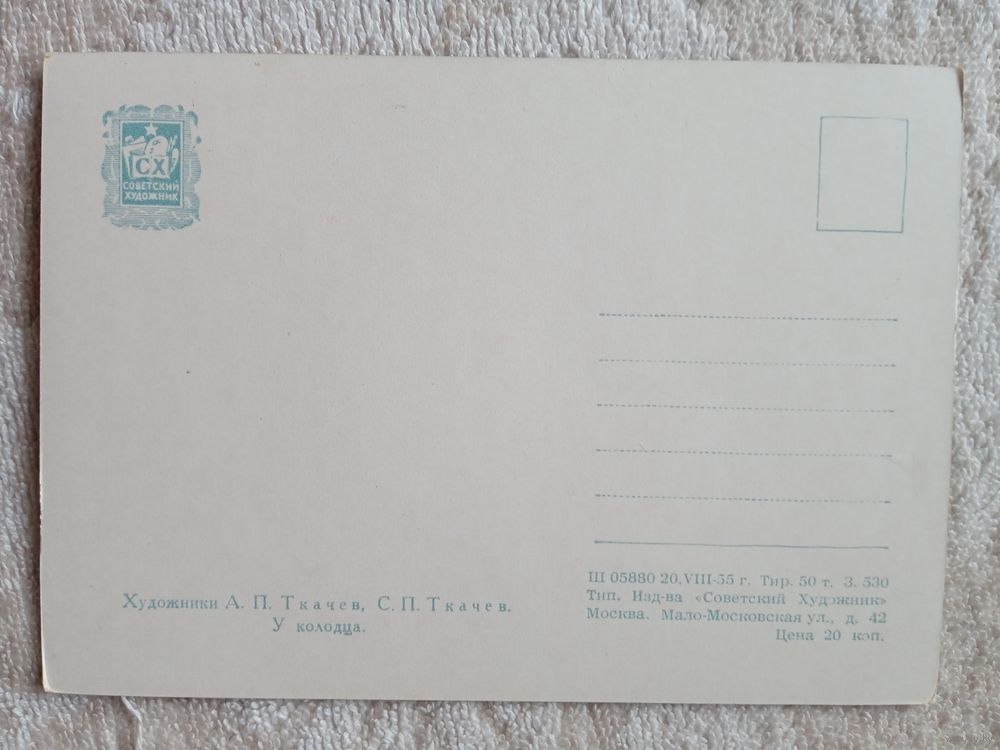 СХ
СОВЕТСКИЙ
ХУДОЖНИК
Художники А. П. Ткачев, С. П. Ткачев.
У колодца.
Ш 05880 20.VIII-55 г. Тир. 50 т. З. 530
Тип. Изд-ва «Советский Художник»
Москва. Мало-Московская ул., д. 42
Цена 20 коп.